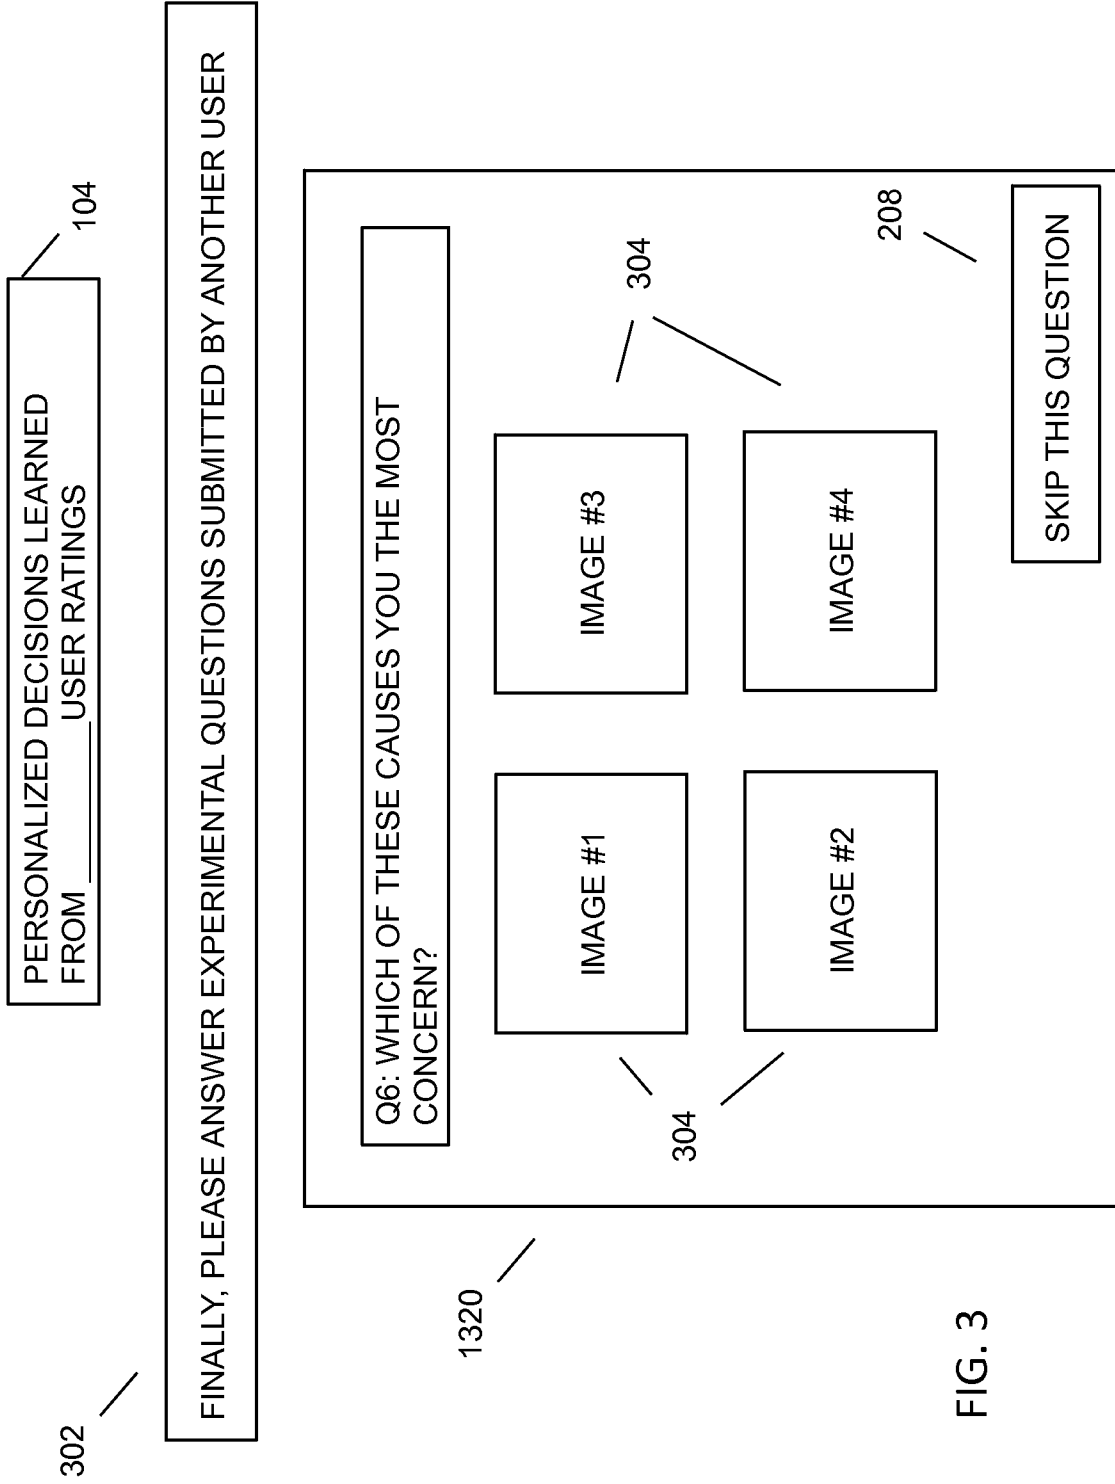 PERSONALIZED DECISIONS LEARNED
FROM ________ USER RATINGS
104
302
FINALLY, PLEASE ANSWER EXPERIMENTAL QUESTIONS SUBMITTED BY ANOTHER USER
1320
Q6: WHICH OF THESE CAUSES YOU THE MOST
CONCERN?
304
IMAGE #1
IMAGE #3
304
IMAGE #2
IMAGE #4
208
SKIP THIS QUESTION
FIG. 3